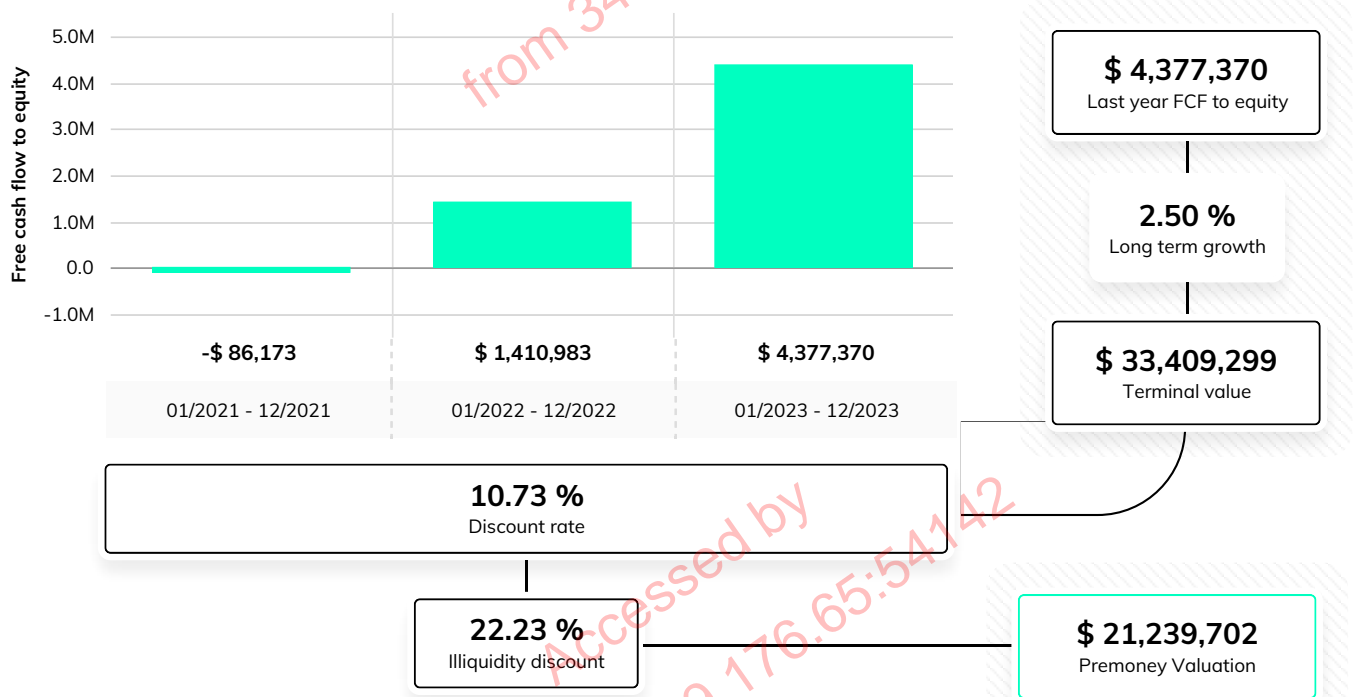 from 34
Free cash flow to equity
5.0M
4.0M
3.0M
2.0M
1.0M
0.0
-1.0M
-$ 86,173
$ 1,410,983
$ 4,377,370
01/2021 - 12/2021
01/2022 - 12/2022
01/2023 - 12/2023
$ 4,377,370
Last year FCF to equity
2.50 %
Long term growth
$ 33,409,299
Terminal value
10.73 %
Discount rate
22.23 %
Illiquidity discount
$ 21,239,702
Premoney Valuation
Accessed by
176.65:54142